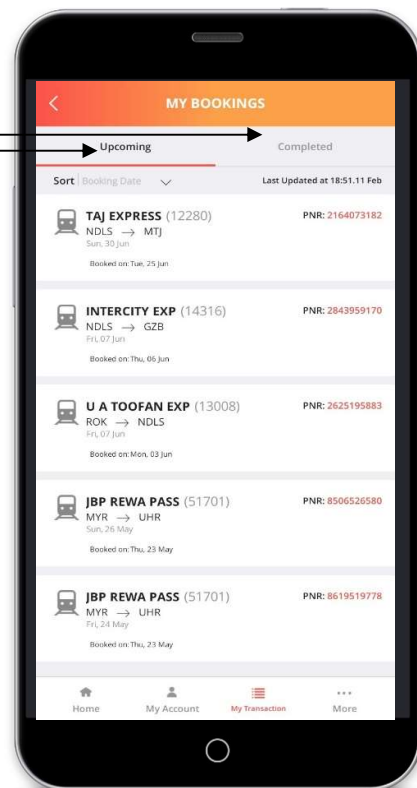 MY BOOKINGS
Upcoming Completed
Sort Booking Date Last Updated at 18:51.11 Feb
TAJ EXPRESS (12280) PNR: 2164073182
NDLS → MTJ
Sun, 30 Jun
Booked on: Tue, 25 Jun
INTERCITY EXP (14316) PNR: 2843959170
NDLS → GZB
Fri, 07 Jun
Booked on: Thu, 06 Jun
U A TOOFAN EXP (13008) PNR: 2625195883
ROK → NDLS
Fri, 07 Jun
Booked on: Mon, 03 Jun
JBP REWA PASS (51701) PNR: 8506526580
MYR → UHR
Sun, 26 May
Booked on: Thu, 23 May
JBP REWA PASS (51701) PNR: 8619519778
MYR → UHR
Fri, 24 May
Booked on: Thu, 23 May
Home My Account My Transaction More